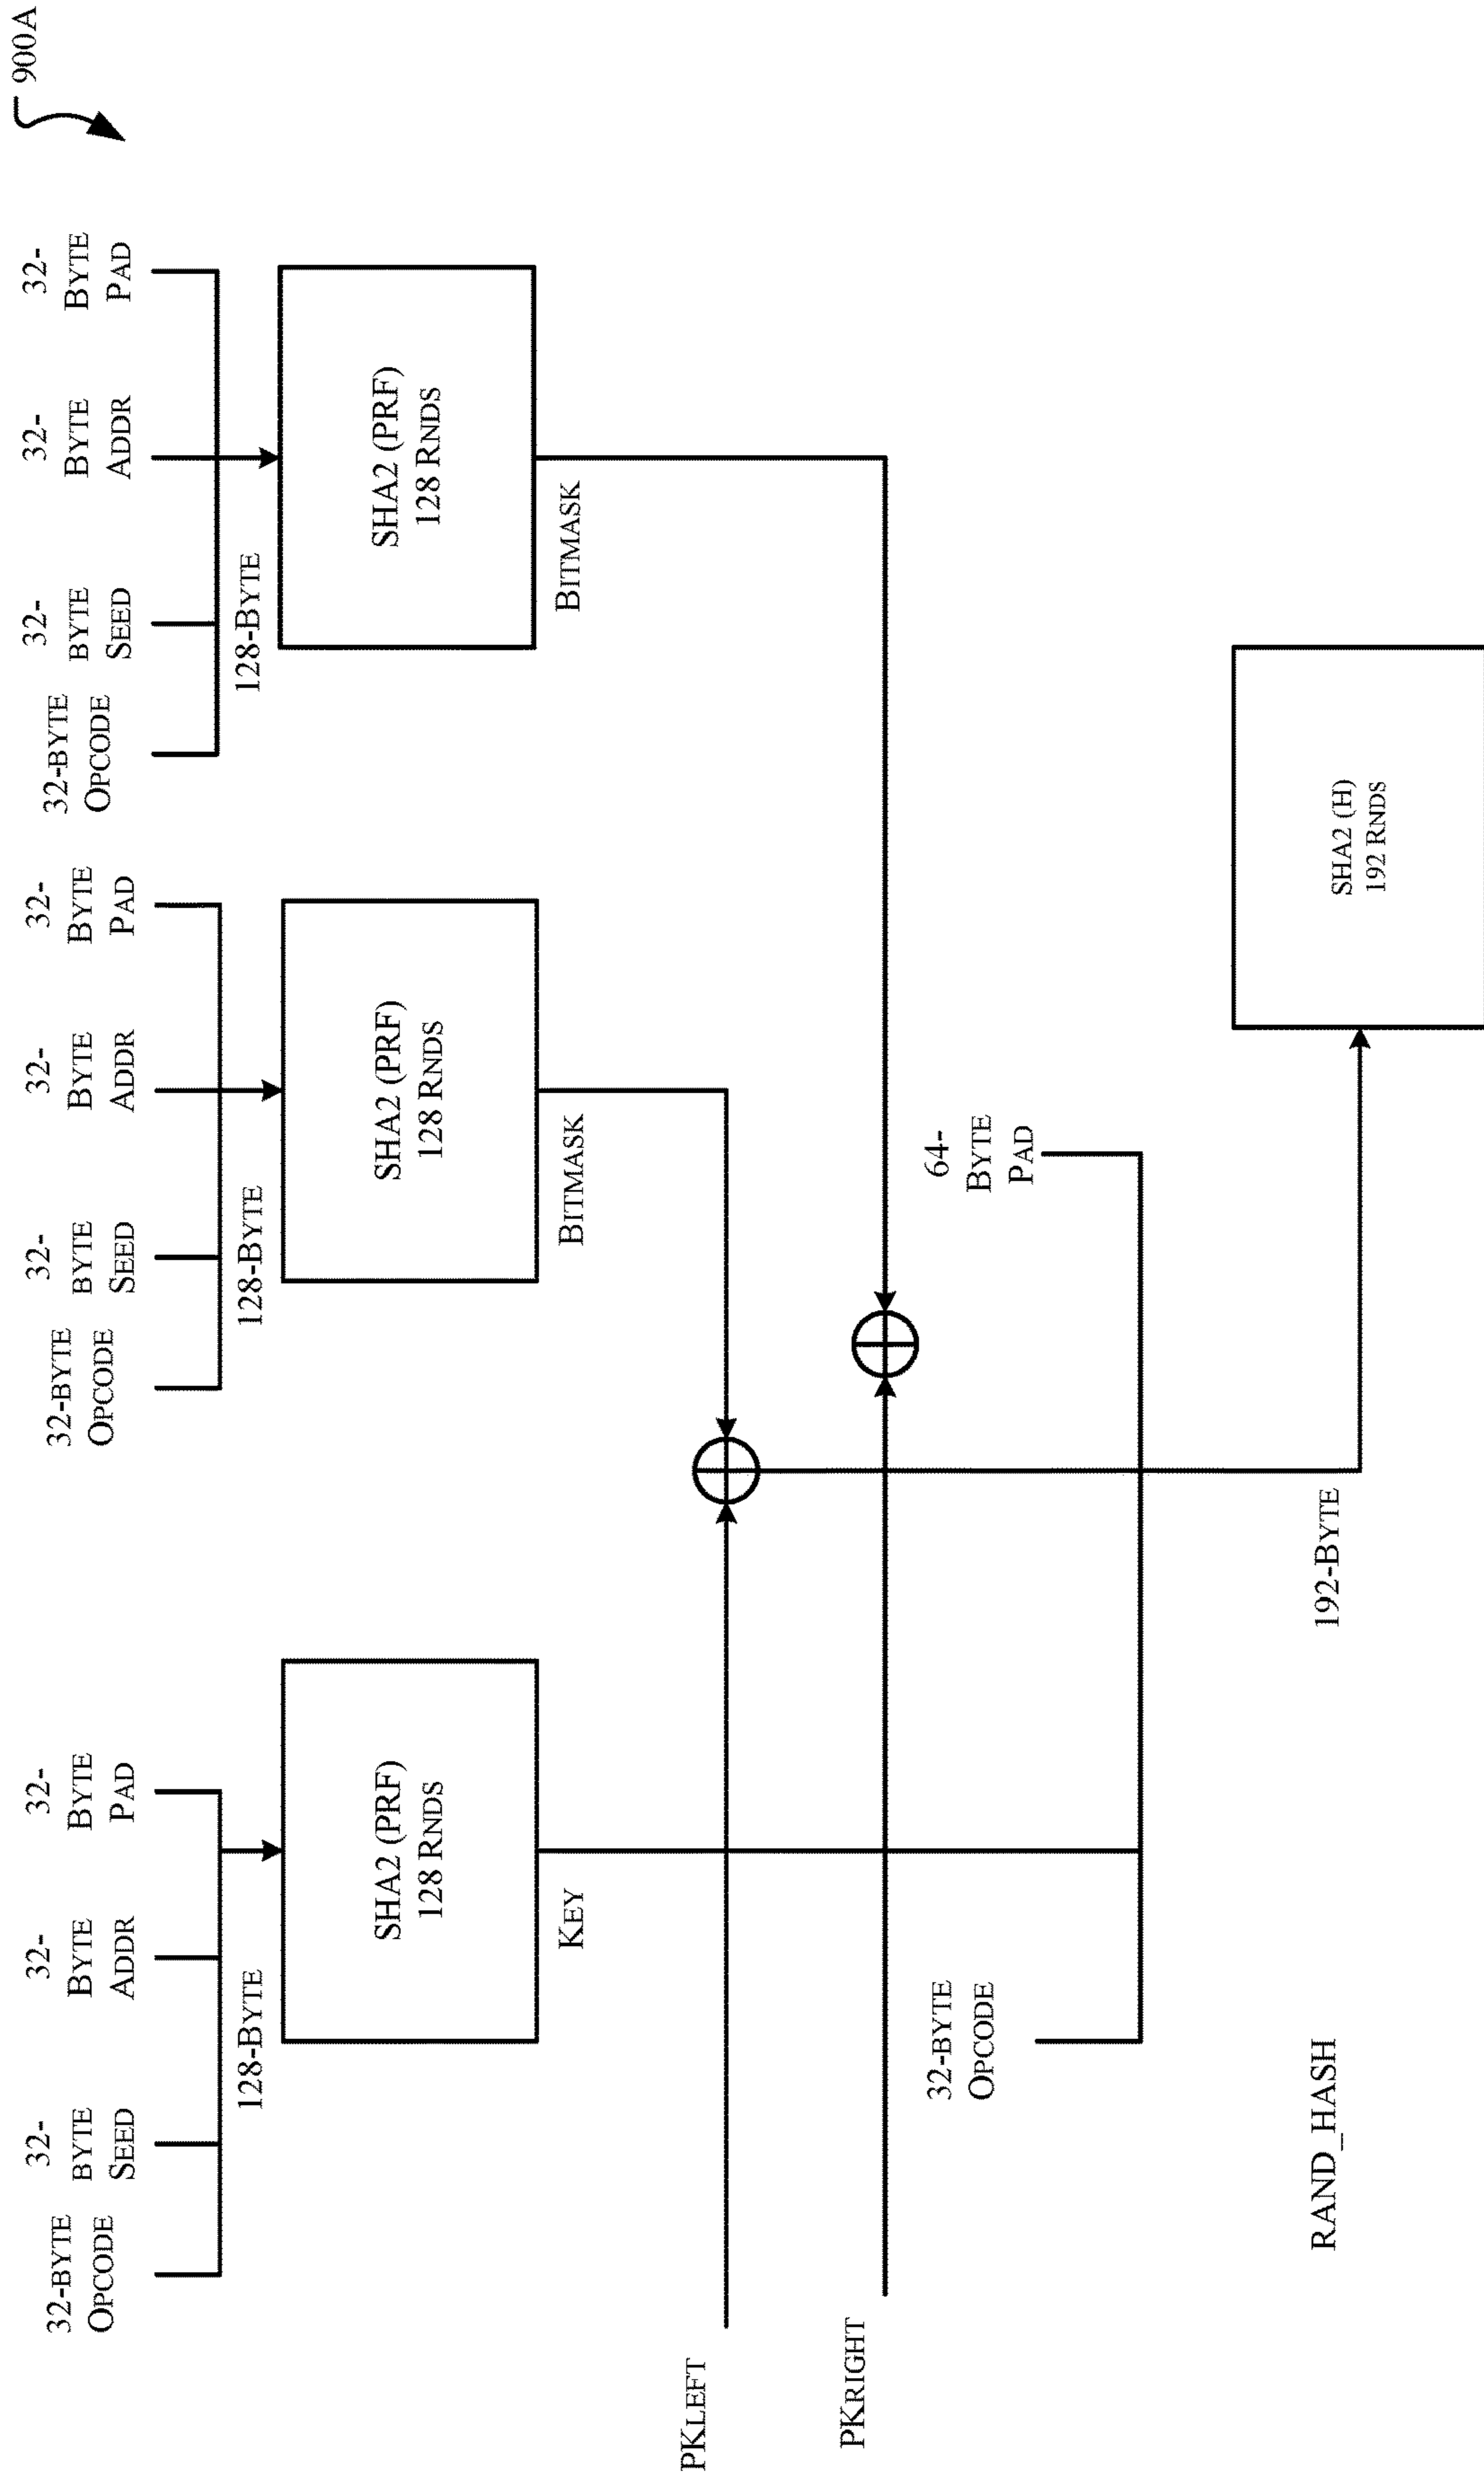 900A
32-BYTE
OPCODE
32-
BYTE
SEED
32-
BYTE
ADDR
32-
BYTE
PAD
128-BYTE
SHA2 (PRF)
128 RNDS
KEY
32-BYTE
OPCODE
32-
BYTE
SEED
32-
BYTE
ADDR
32-
BYTE
PAD
128-BYTE
SHA2 (PRF)
128 RNDS
BITMASK
32-BYTE
OPCODE
32-
BYTE
SEED
32-
BYTE
ADDR
32-
BYTE
PAD
128-BYTE
SHA2 (PRF)
128 RNDS
BITMASK
PKLEFT
PKRIGHT
32-BYTE
OPCODE
64-
BYTE
PAD
192-BYTE
SHA2 (H)
192 RNDS
RAND_HASH